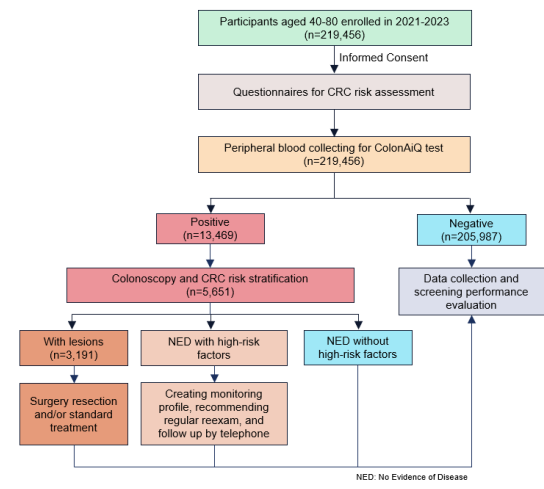 Participants aged 40-80 enrolled in 2021-2023
(n=219,456)
Informed Consent
Questionnaires for CRC risk assessment
Peripheral blood collecting for ColonAiQ test
(n=219,456)
Positive
(n=13,469)
Negative
(n=205,987)
Colonoscopy and CRC risk stratification
(n=5,651)
Data collection and
screening performance
evaluation
With lesions
(n=3,191)
NED with high-risk
factors
NED without
high-risk factors
Surgery resection
and/or standard
treatment
Creating monitoring
profile, recommending
regular reexam, and
follow up by telephone
NED: No Evidence of Disease